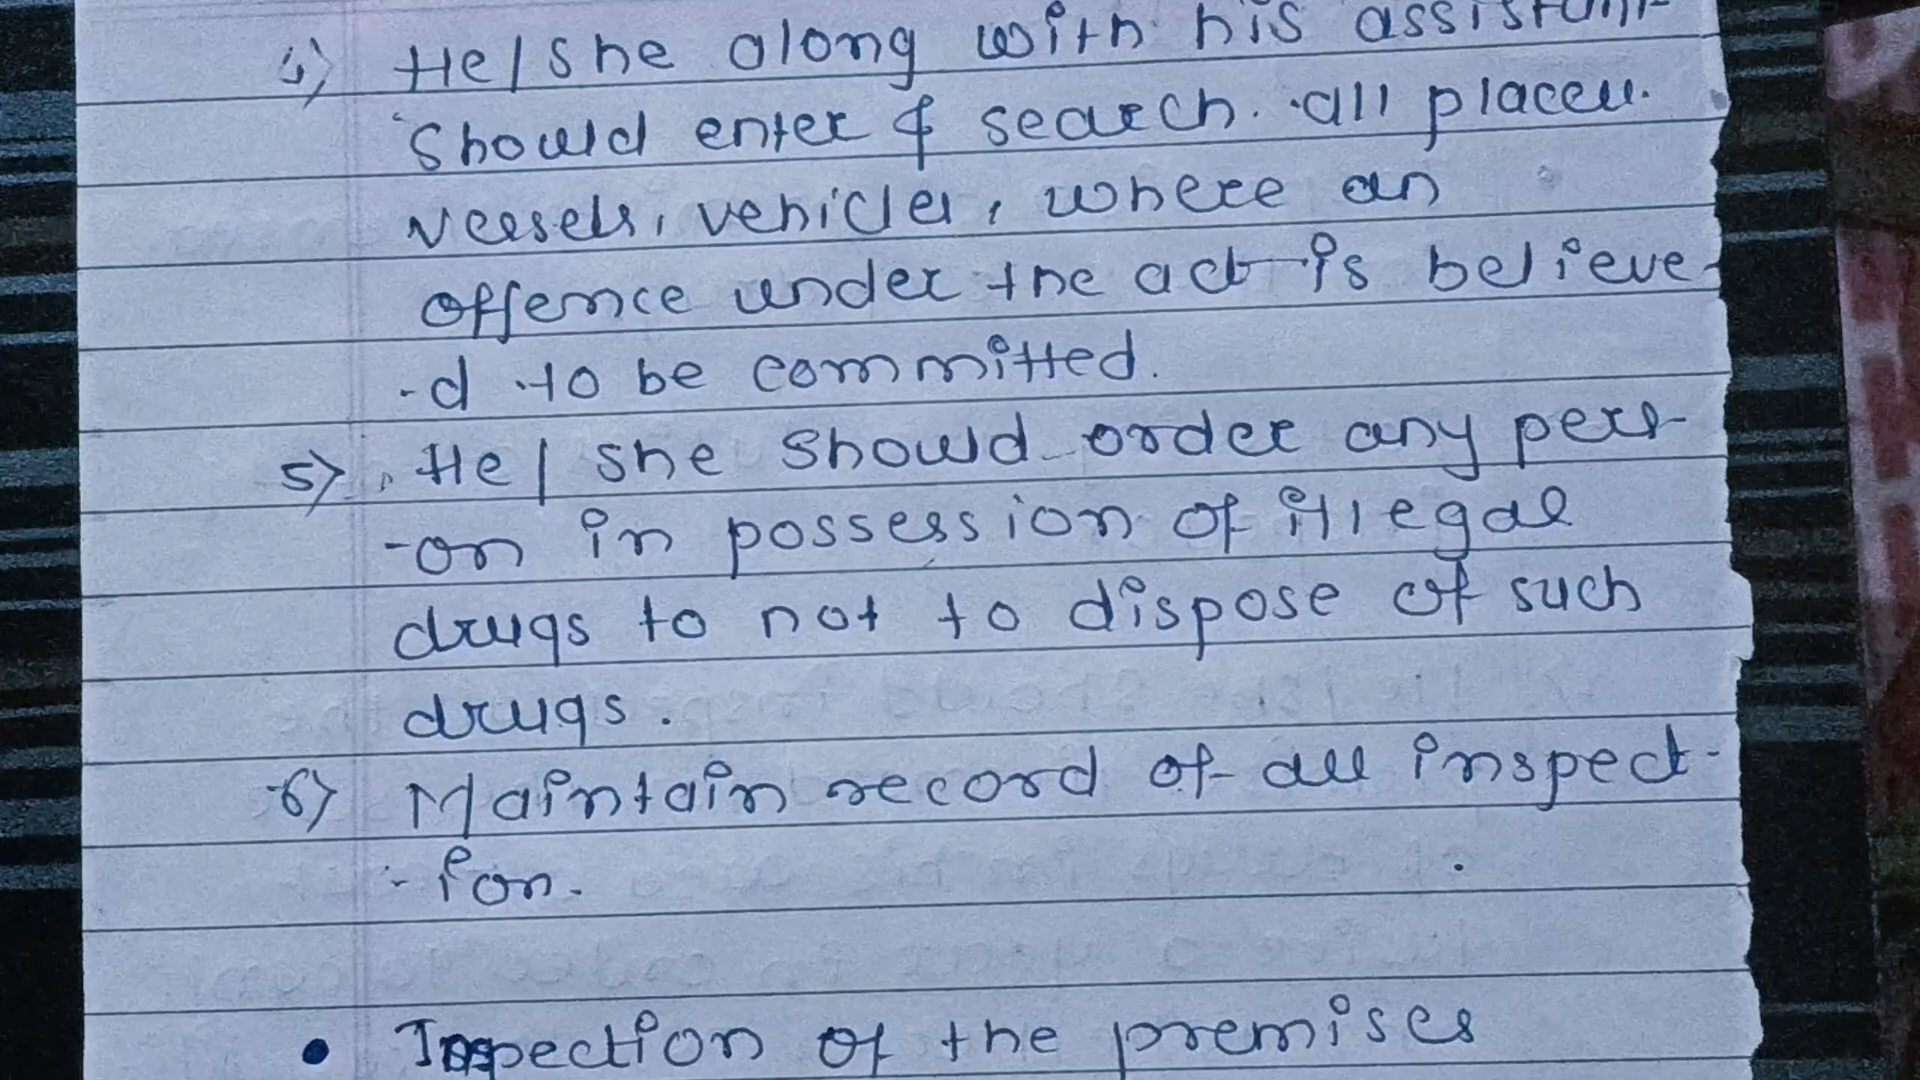 4) He/she along with his assistant
should enter & search all places.
vessels, vehicles, where an
offence under the act is believe-
-d to be committed.
5) He/she should order any pers-
-on in possession of illegal
drugs to not to dispose of such
drugs.
6) Maintain record of all inspect-
-ion.
• Inspection of the premises